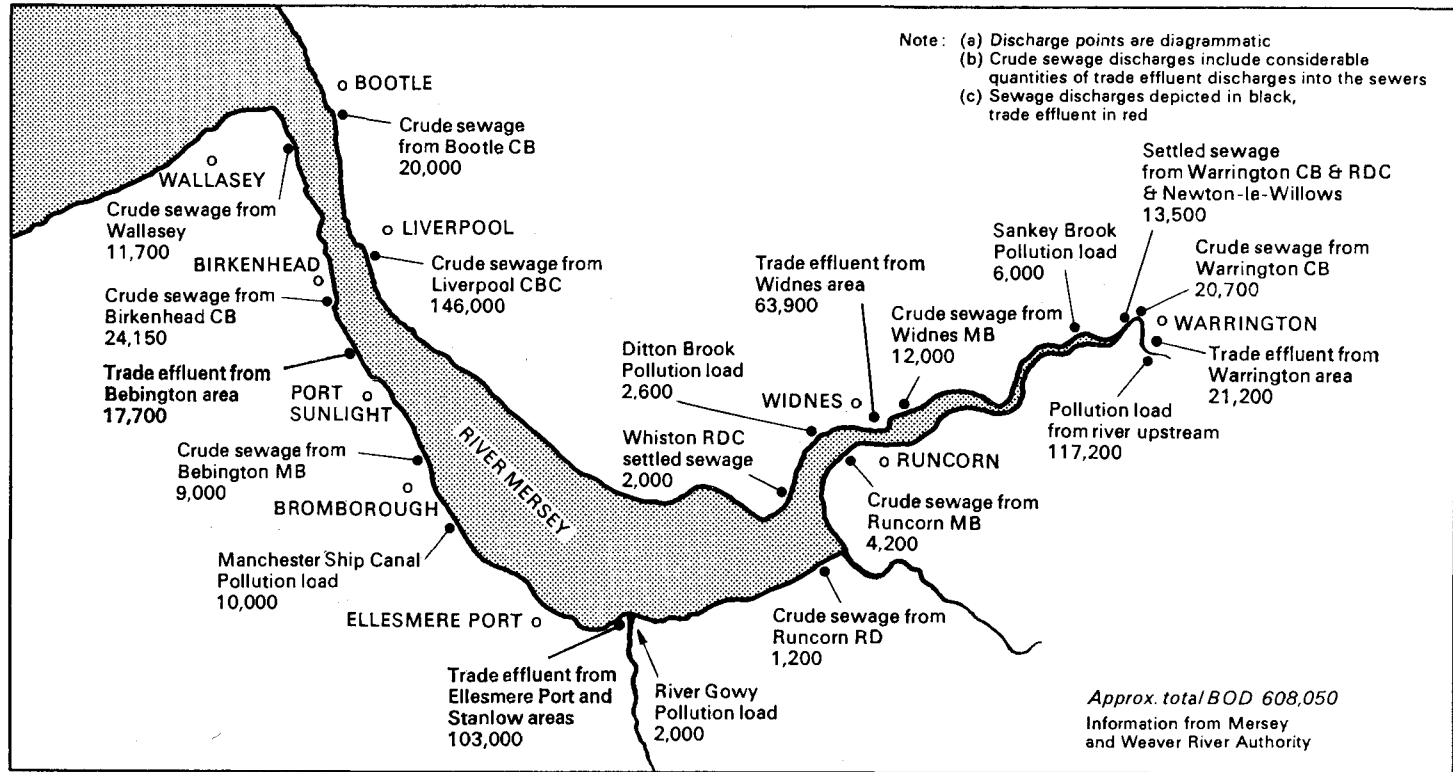 Note: (a) Discharge points are diagrammatic
(b) Crude sewage discharges include considerable
quantities of trade effluent discharges into the sewers
(c) Sewage discharges depicted in black,
trade effluent in red
BOOTLE
Crude sewage
from Bootle CB
20,000
WALLASEY
Crude sewage from
Wallasey
11,700
LIVERPOOL
Crude sewage from
Liverpool CBC
146,000
BIRKENHEAD
Crude sewage from
Birkenhead CB
24,150
Trade effluent from
Bebington area
17,700
PORT
SUNLIGHT
Crude sewage from
Bebington MB
9,000
BROMBOROUGH
Manchester Ship Canal
Pollution load
10,000
ELLESMERE PORT
Trade effluent from
Ellesmere Port and
Stanlow areas
103,000
River Gowy
Pollution load
2,000
RIVER MERSEY
Whiston RDC
settled sewage
2,000
Ditton Brook
Pollution load
2,600
WIDNES
Trade effluent from
Widnes area
63,900
Crude sewage from
Widnes MB
12,000
RUNCORN
Crude sewage from
Runcorn MB
4,200
Crude sewage from
Runcorn RD
1,200
Sankey Brook
Pollution load
6,000
Settled sewage
from Warrington CB & RDC
& Newton-le-Willows
13,500
Crude sewage from
Warrington CB
20,700
WARRINGTON
Trade effluent from
Warrington area
21,200
Pollution load
from river upstream
117,200
Approx. total BOD 608,050
Information from Mersey
and Weaver River Authority